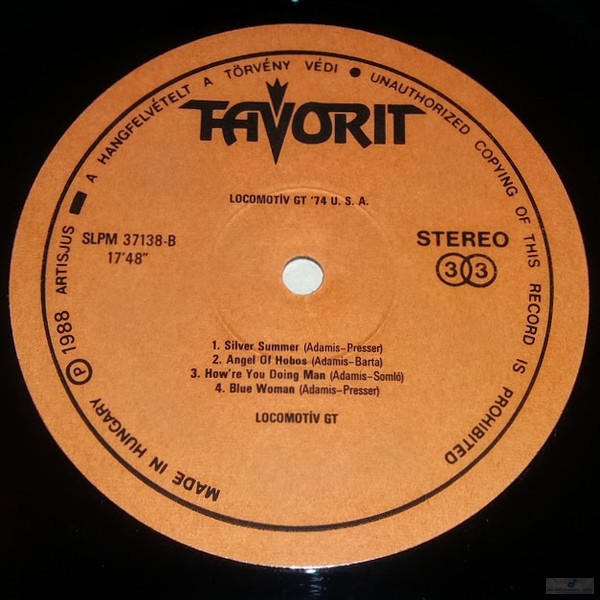 ℗ 1988 ARTISJUS ▬ A HANGFELVÉTELT A TÖRVÉNY VÉDI ● UNAUTHORIZED COPYING OF THIS RECORD IS PROHIBITED
FAVORIT
LOCOMOTÍV GT '74 U. S. A.
SLPM 37138-B
17'48"
STEREO
33
1. Silver Summer (Adamis–Presser)
2. Angel Of Hobos (Adamis–Barta)
3. How're You Doing Man (Adamis–Somló)
4. Blue Woman (Adamis–Presser)
LOCOMOTÍV GT
MADE IN HUNGARY